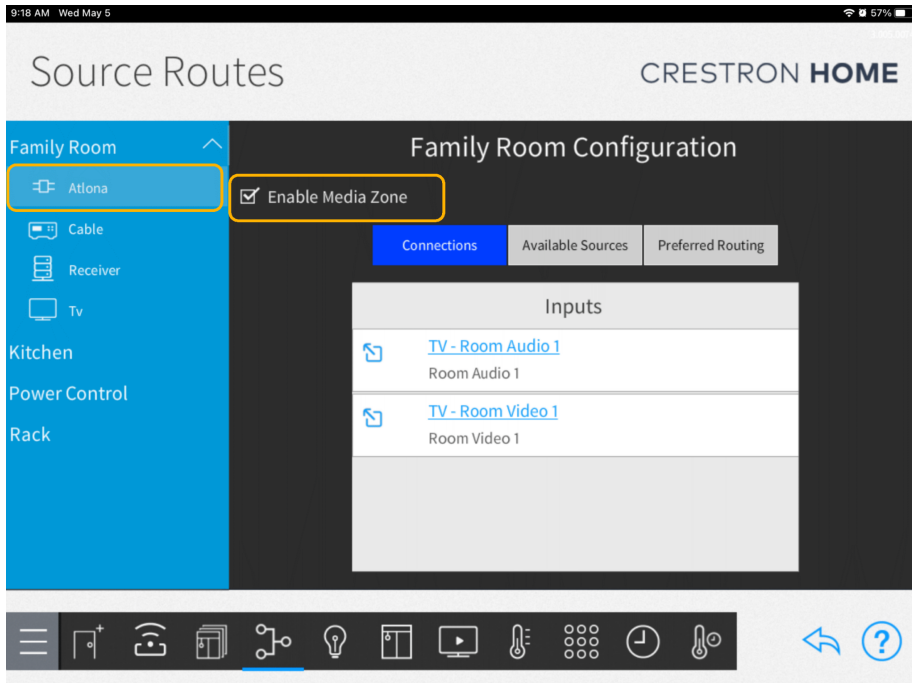 9:18 AM Wed May 5
57%
Source Routes
CRESTRON HOME
Family Room
Atlona
Cable
Receiver
Tv
Kitchen
Power Control
Rack
Family Room Configuration
Enable Media Zone
Connections Available Sources Preferred Routing
Inputs
TV - Room Audio 1
Room Audio 1
TV - Room Video 1
Room Video 1
?